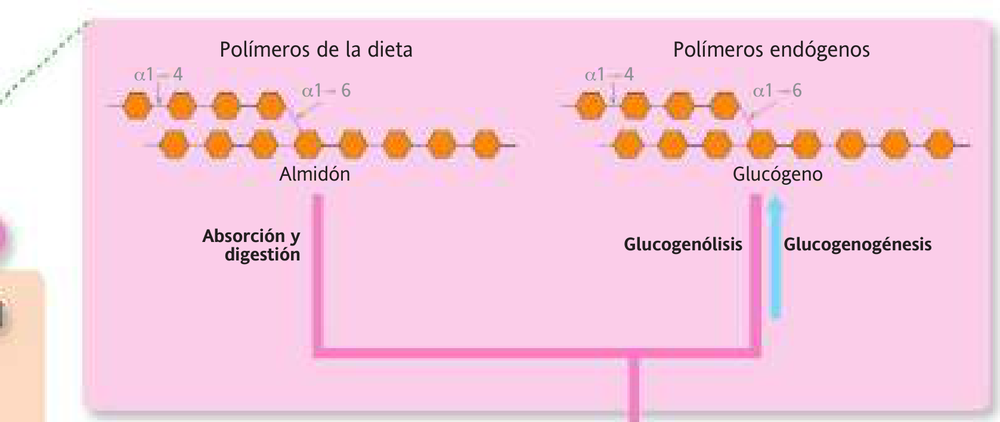 Polímeros de la dieta
α1–4
α1–6
Almidón
Absorción y
digestión
Polímeros endógenos
α1–4
α1–6
Glucógeno
Glucogenólisis
Glucogenogénesis